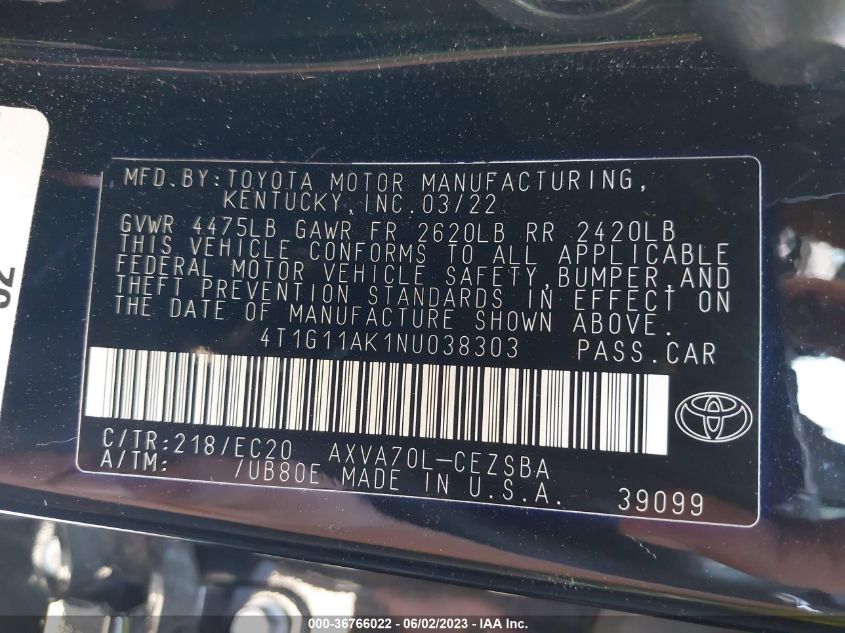 MFD.BY:TOYOTA MOTOR MANUFACTURING,
KENTUCKY,INC.03/22
GVWR 4475LB GAWR FR 2620LB RR 2420LB
THIS VEHICLE CONFORMS TO ALL APPLICABLE
FEDERAL MOTOR VEHICLE SAFETY,BUMPER,AND
THEFT PREVENTION STANDARDS IN EFFECT ON
THE DATE OF MANUFACTURE SHOWN ABOVE.
4T1G11AK1NU038303 PASS.CAR
C/TR:218/EC20 AXVA70L-CEZSBA
A/TM: /UB80E MADE IN U.S.A. 39099
000-36766022 - 06/02/2023 - IAA Inc.